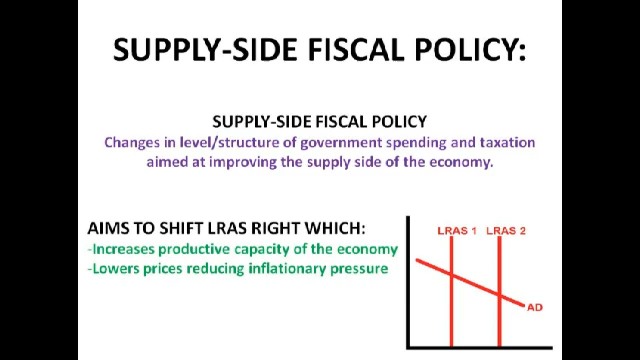 SUPPLY-SIDE FISCAL POLICY:
SUPPLY-SIDE FISCAL POLICY
Changes in level/structure of government spending and taxation
aimed at improving the supply side of the economy.
AIMS TO SHIFT LRAS RIGHT WHICH:
-Increases productive capacity of the economy
-Lowers prices reducing inflationary pressure
LRAS 1 LRAS 2
AD